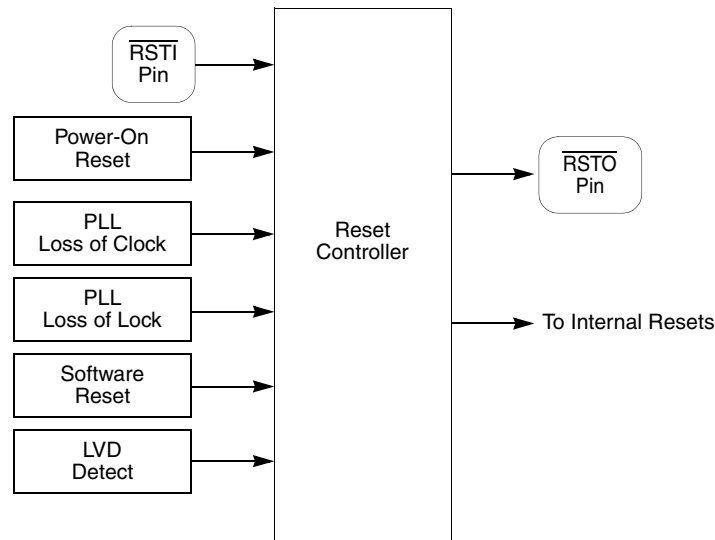 RSTI
Pin
Power-On
Reset
PLL
Loss of Clock
PLL
Loss of Lock
Software
Reset
LVD
Detect
Reset
Controller
RSTO
Pin
To Internal Resets